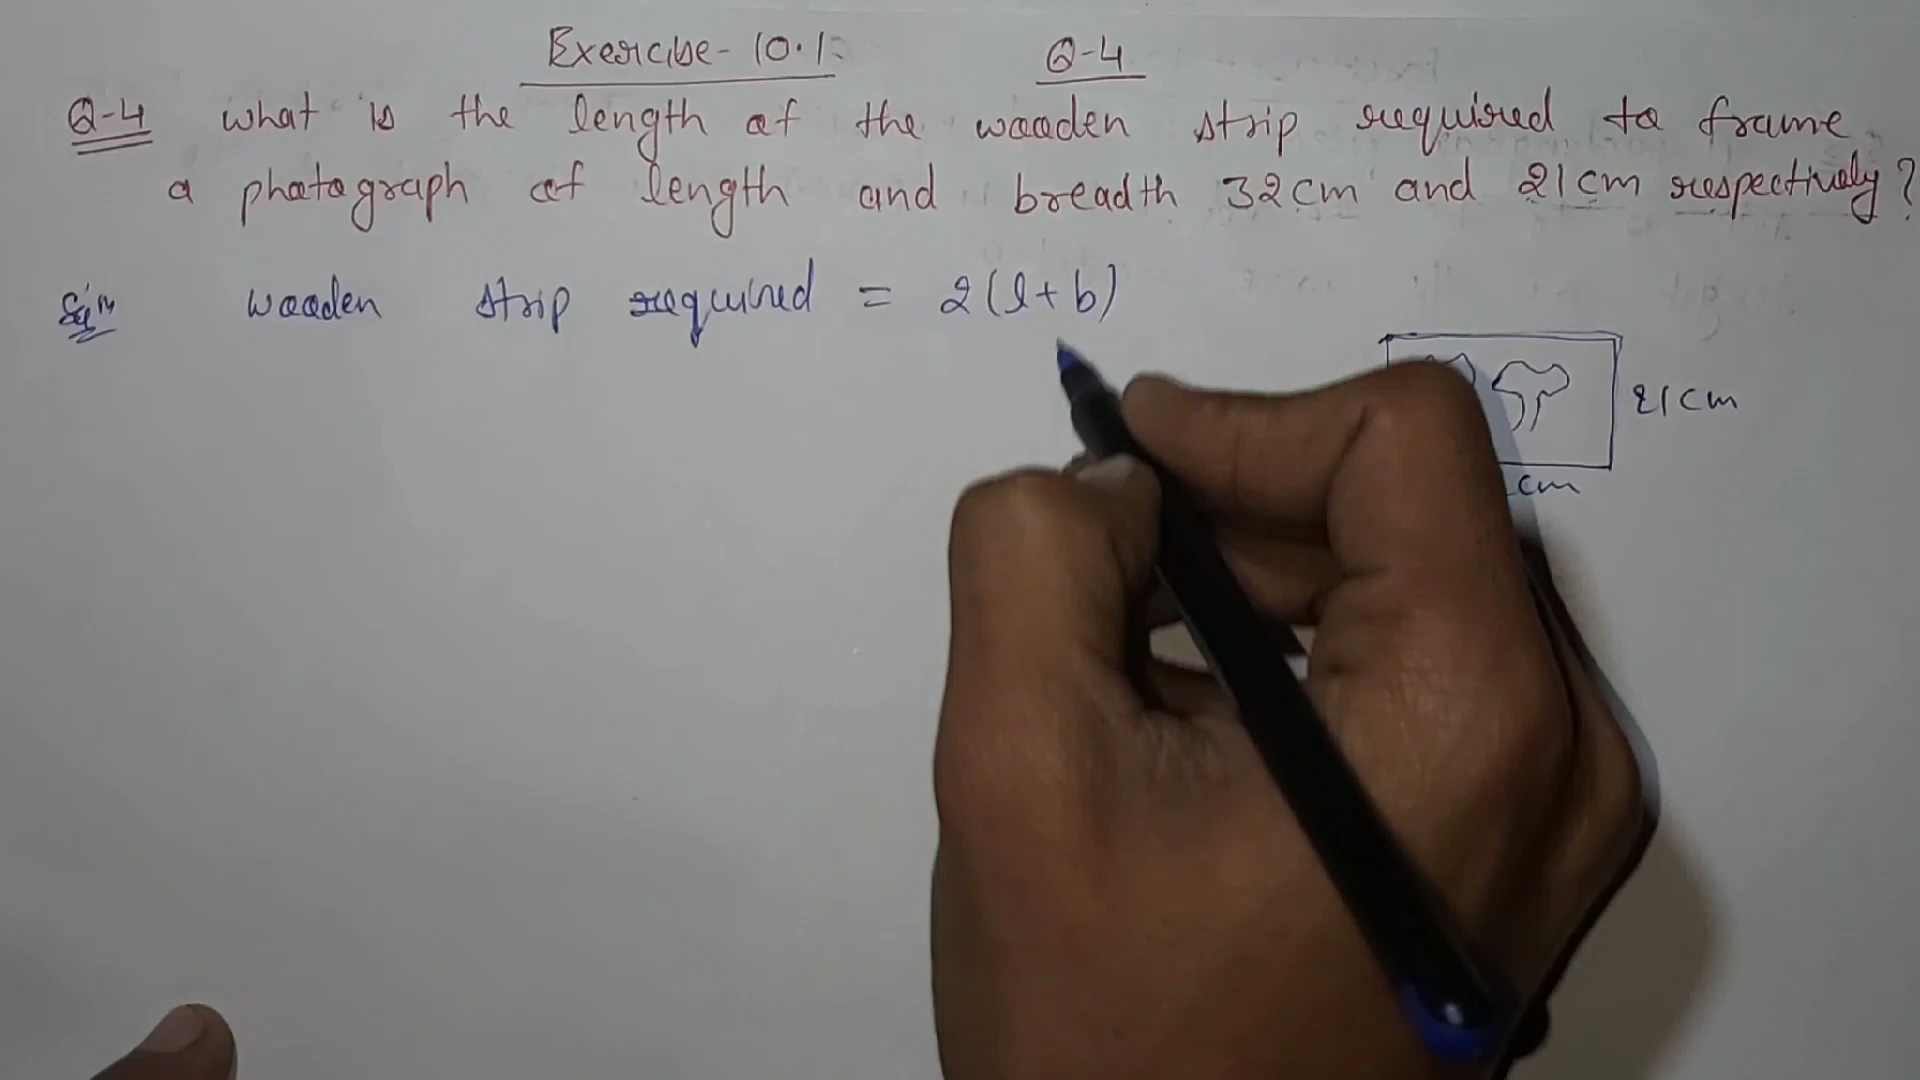 Exercise- 10.1 Q-4
Q-4 what is the length of the wooden strip required to frame
a photograph of length and breadth 32cm and 21cm respectively?
Soln wooden strip required = 2(l+b)
21cm
cm